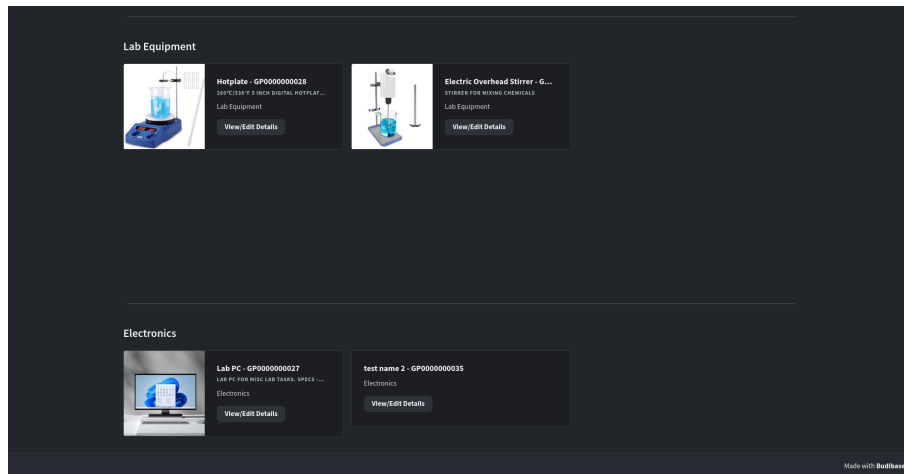 Lab Equipment
Hotplate - GP0000000028
280°C/536°F 5 INCH DIGITAL HOTPLAT...
Lab Equipment
View/Edit Details
Electric Overhead Stirrer - G...
STIRRER FOR MIXING CHEMICALS
Lab Equipment
View/Edit Details
Electronics
Lab PC - GP0000000027
LAB PC FOR MISC LAB TASKS. SPECS -...
Electronics
View/Edit Details
test name 2 - GP0000000035
Electronics
View/Edit Details
Made with Budibase